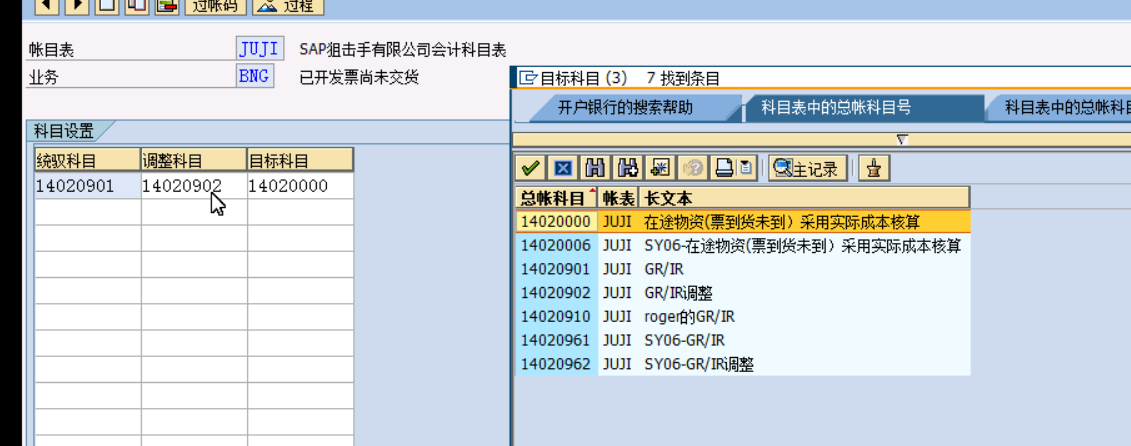 过帐码 过程
帐目表 JUJI SAP狙击手有限公司会计科目表
业务 BNG 已开发票尚未交货
目标科目 (3) 7 找到条目
开户银行的搜索帮助 科目表中的总帐科目号 科目表中的总帐科目
科目设置
统驭科目 调整科目 目标科目
14020901 14020902 14020000
主记录
总帐科目 帐表 长文本
14020000 JUJI 在途物资(票到货未到）采用实际成本核算
14020006 JUJI SY06-在途物资(票到货未到）采用实际成本核算
14020901 JUJI GR/IR
14020902 JUJI GR/IR调整
14020910 JUJI roger的GR/IR
14020961 JUJI SY06-GR/IR
14020962 JUJI SY06-GR/IR调整